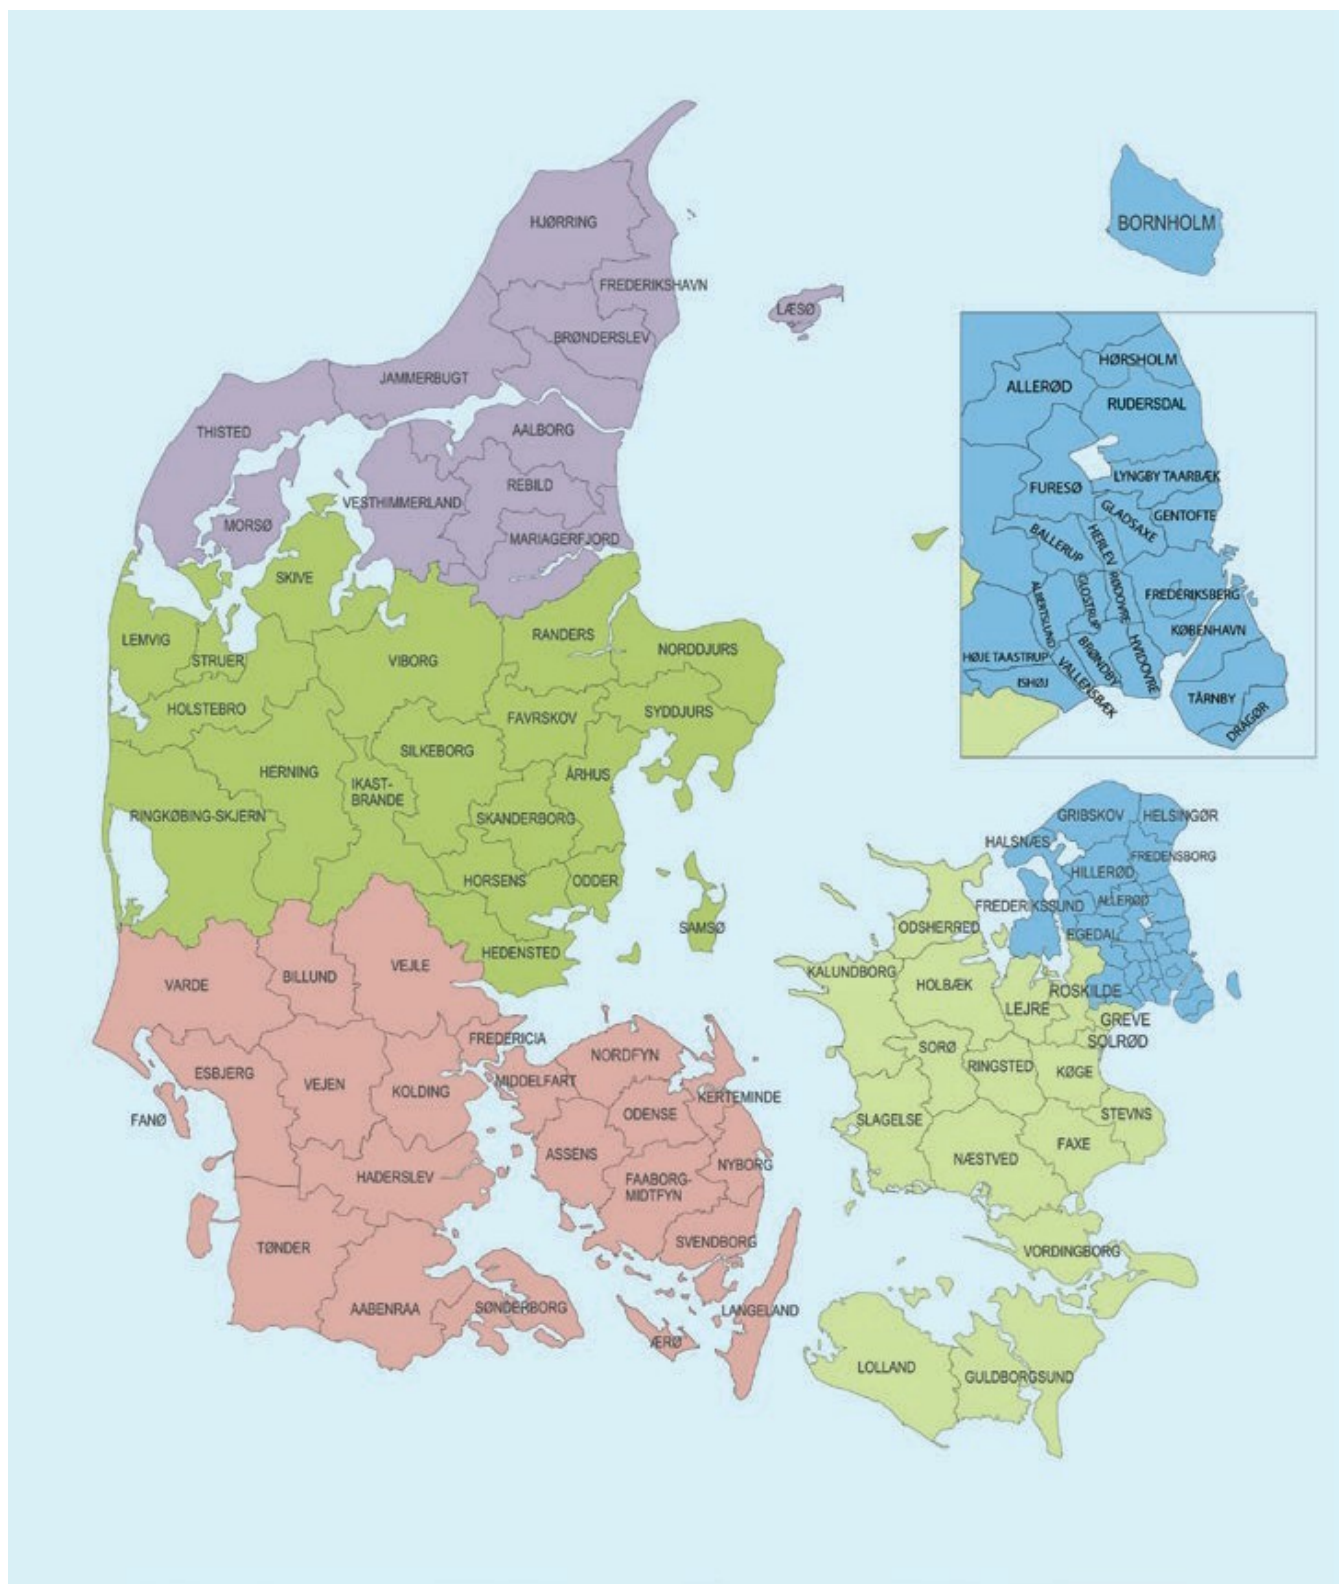 HJØRRING
BORNHOLM
FREDERIKSHAVN
LÆSØ
BRØNDERSLEV
JAMMERBUGT
THISTED
AALBORG
REBILD
VESTHIMMERLAND
MORSØ
MARIAGERFJORD
HØRSHOLM
ALLERØD
RUDERSDAL
LYNGBY TAARBÆK
FURESØ
GLADSAXE
GENTOFTE
BALLERUP
HERLEV
RØDOVRE
GLOSTRUP
ALBERTSLUND
FREDERIKSBERG
KØBENHAVN
HVIDOVRE
BRØNDBY
HØJE TAASTRUP
VALLENSBÆK
ISHØJ
TÅRNBY
DRAGØR
SKIVE
LEMVIG
STRUER
VIBORG
RANDERS
NORDDJURS
HOLSTEBRO
FAVRSKOV
SYDDJURS
SILKEBORG
HERNING
IKAST-
BRANDE
ÅRHUS
RINGKØBING-SKJERN
SKANDERBORG
HORSENS
ODDER
SAMSØ
HEDENSTED
GRIBSKOV
HELSINGØR
HALSNÆS
FREDENSBORG
HILLERØD
ALLERØD
FREDERIKSSUND
EGEDAL
ODSHERRED
KALUNDBORG
HOLBÆK
ROSKILDE
LEJRE
GREVE
SOLRØD
SORØ
RINGSTED
KØGE
SLAGELSE
STEVNS
FAXE
NÆSTVED
VORDINGBORG
LOLLAND
GULDBORGSUND
VARDE
BILLUND
VEJLE
FREDERICIA
ESBJERG
VEJEN
KOLDING
FANØ
MIDDELFART
NORDFYN
KERTEMINDE
ODENSE
ASSENS
NYBORG
FAABORG-
MIDTFYN
HADERSLEV
SVENDBORG
TØNDER
AABENRAA
SØNDERBORG
LANGELAND
ÆRØ